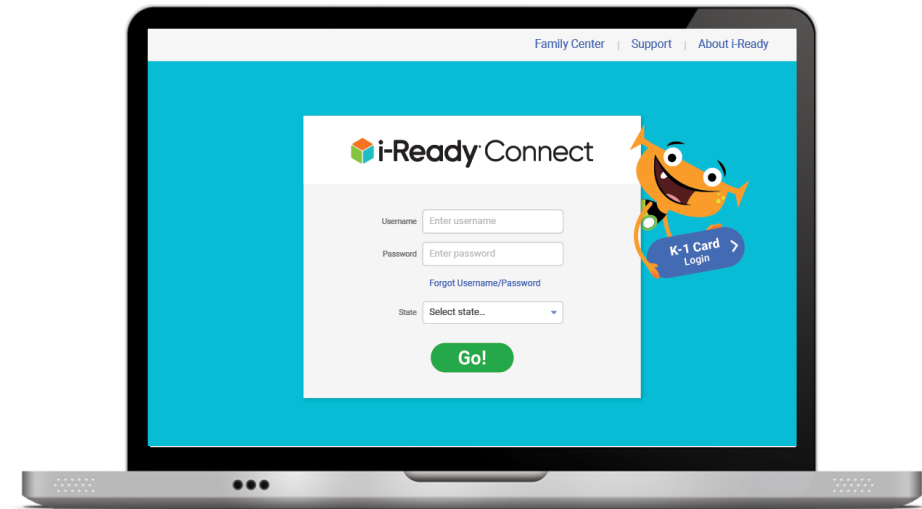 Family Center | Support | About i-Ready
i-Ready Connect
Username Enter username
Password Enter password
Forgot Username/Password
State Select state...
Go!
K-1 Card
Login